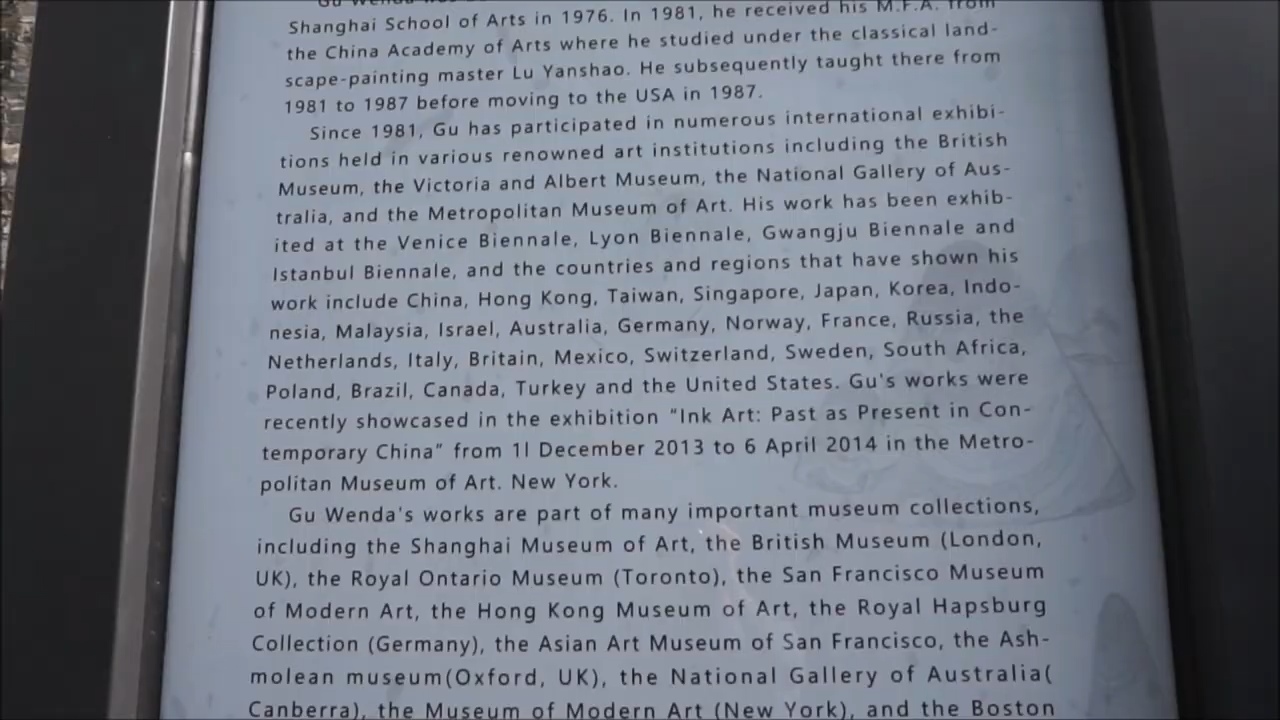 Gu Wenda was
Shanghai School of Arts in 1976. In 1981, he received his M.F.A. from
the China Academy of Arts where he studied under the classical land-
scape-painting master Lu Yanshao. He subsequently taught there from
1981 to 1987 before moving to the USA in 1987.
Since 1981, Gu has participated in numerous international exhibi-
tions held in various renowned art institutions including the British
Museum, the Victoria and Albert Museum, the National Gallery of Aus-
tralia, and the Metropolitan Museum of Art. His work has been exhib-
ited at the Venice Biennale, Lyon Biennale, Gwangju Biennale and
Istanbul Biennale, and the countries and regions that have shown his
work include China, Hong Kong, Taiwan, Singapore, Japan, Korea, Indo-
nesia, Malaysia, Israel, Australia, Germany, Norway, France, Russia, the
Netherlands, Italy, Britain, Mexico, Switzerland, Sweden, South Africa,
Poland, Brazil, Canada, Turkey and the United States. Gu's works were
recently showcased in the exhibition "Ink Art: Past as Present in Con-
temporary China" from 1l December 2013 to 6 April 2014 in the Metro-
politan Museum of Art. New York.
Gu Wenda's works are part of many important museum collections,
including the Shanghai Museum of Art, the British Museum (London,
UK), the Royal Ontario Museum (Toronto), the San Francisco Museum
of Modern Art, the Hong Kong Museum of Art, the Royal Hapsburg
Collection (Germany), the Asian Art Museum of San Francisco, the Ash-
molean museum(Oxford, UK), the National Gallery of Australia(
Canberra), the Museum of Modern Art (New York), and the Boston